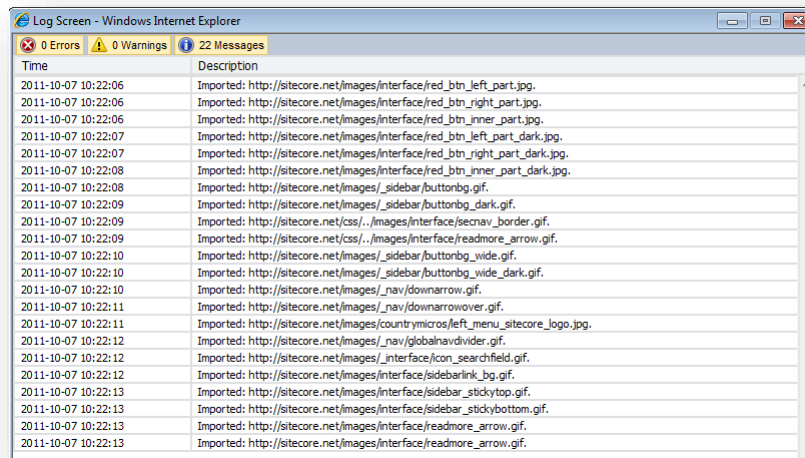 Log Screen - Windows Internet Explorer
0 Errors 0 Warnings 22 Messages
Time Description
2011-10-07 10:22:06 Imported: http://sitecore.net/images/interface/red_btn_left_part.jpg.
2011-10-07 10:22:06 Imported: http://sitecore.net/images/interface/red_btn_right_part.jpg.
2011-10-07 10:22:06 Imported: http://sitecore.net/images/interface/red_btn_inner_part.jpg.
2011-10-07 10:22:07 Imported: http://sitecore.net/images/interface/red_btn_left_part_dark.jpg.
2011-10-07 10:22:07 Imported: http://sitecore.net/images/interface/red_btn_right_part_dark.jpg.
2011-10-07 10:22:08 Imported: http://sitecore.net/images/interface/red_btn_inner_part_dark.jpg.
2011-10-07 10:22:08 Imported: http://sitecore.net/images/_sidebar/buttonbg.gif.
2011-10-07 10:22:09 Imported: http://sitecore.net/images/_sidebar/buttonbg_dark.gif.
2011-10-07 10:22:09 Imported: http://sitecore.net/css/../images/interface/secnav_border.gif.
2011-10-07 10:22:09 Imported: http://sitecore.net/css/../images/interface/readmore_arrow.gif.
2011-10-07 10:22:10 Imported: http://sitecore.net/images/_sidebar/buttonbg_wide.gif.
2011-10-07 10:22:10 Imported: http://sitecore.net/images/_sidebar/buttonbg_wide_dark.gif.
2011-10-07 10:22:10 Imported: http://sitecore.net/images/_nav/downarrow.gif.
2011-10-07 10:22:11 Imported: http://sitecore.net/images/_nav/downarrowover.gif.
2011-10-07 10:22:11 Imported: http://sitecore.net/images/countrymicros/left_menu_sitecore_logo.jpg.
2011-10-07 10:22:12 Imported: http://sitecore.net/images/_nav/globalnavdivider.gif.
2011-10-07 10:22:12 Imported: http://sitecore.net/images/_interface/icon_searchfield.gif.
2011-10-07 10:22:12 Imported: http://sitecore.net/images/interface/sidebarlink_bg.gif.
2011-10-07 10:22:13 Imported: http://sitecore.net/images/interface/sidebar_stickytop.gif.
2011-10-07 10:22:13 Imported: http://sitecore.net/images/interface/sidebar_stickybottom.gif.
2011-10-07 10:22:13 Imported: http://sitecore.net/images/interface/readmore_arrow.gif.
2011-10-07 10:22:13 Imported: http://sitecore.net/images/interface/readmore_arrow.gif.